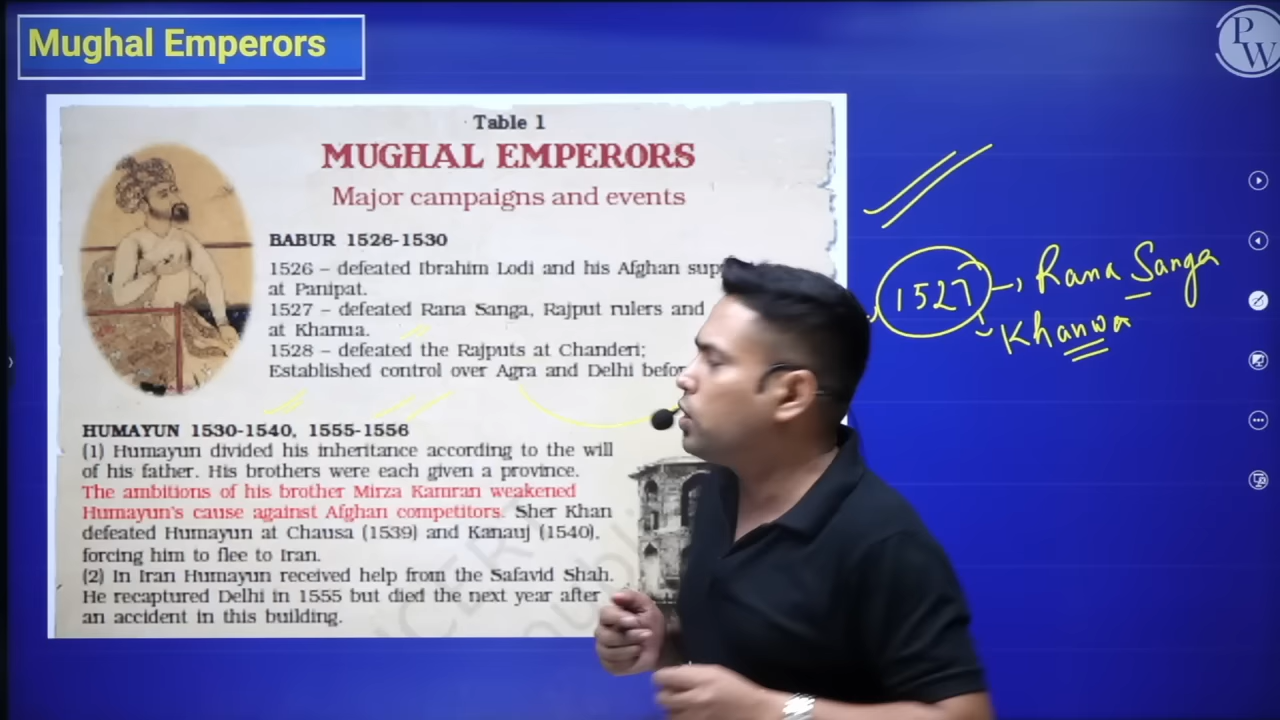 Mughal Emperors
PW
Table 1
MUGHAL EMPERORS
Major campaigns and events
BABUR 1526-1530
1526 – defeated Ibrahim Lodi and his Afghan sup
at Panipat.
1527 – defeated Rana Sanga, Rajput rulers and
at Khanua.
1528 – defeated the Rajputs at Chanderi;
Established control over Agra and Delhi befor
1527 → Rana Sanga
Khanwa
HUMAYUN 1530-1540, 1555-1556
(1) Humayun divided his inheritance according to the will
of his father. His brothers were each given a province.
The ambitions of his brother Mirza Kamran weakened
Humayun's cause against Afghan competitors. Sher Khan
defeated Humayun at Chausa (1539) and Kanauj (1540),
forcing him to flee to Iran.
(2) In Iran Humayun received help from the Safavid Shah.
He recaptured Delhi in 1555 but died the next year after
an accident in this building.